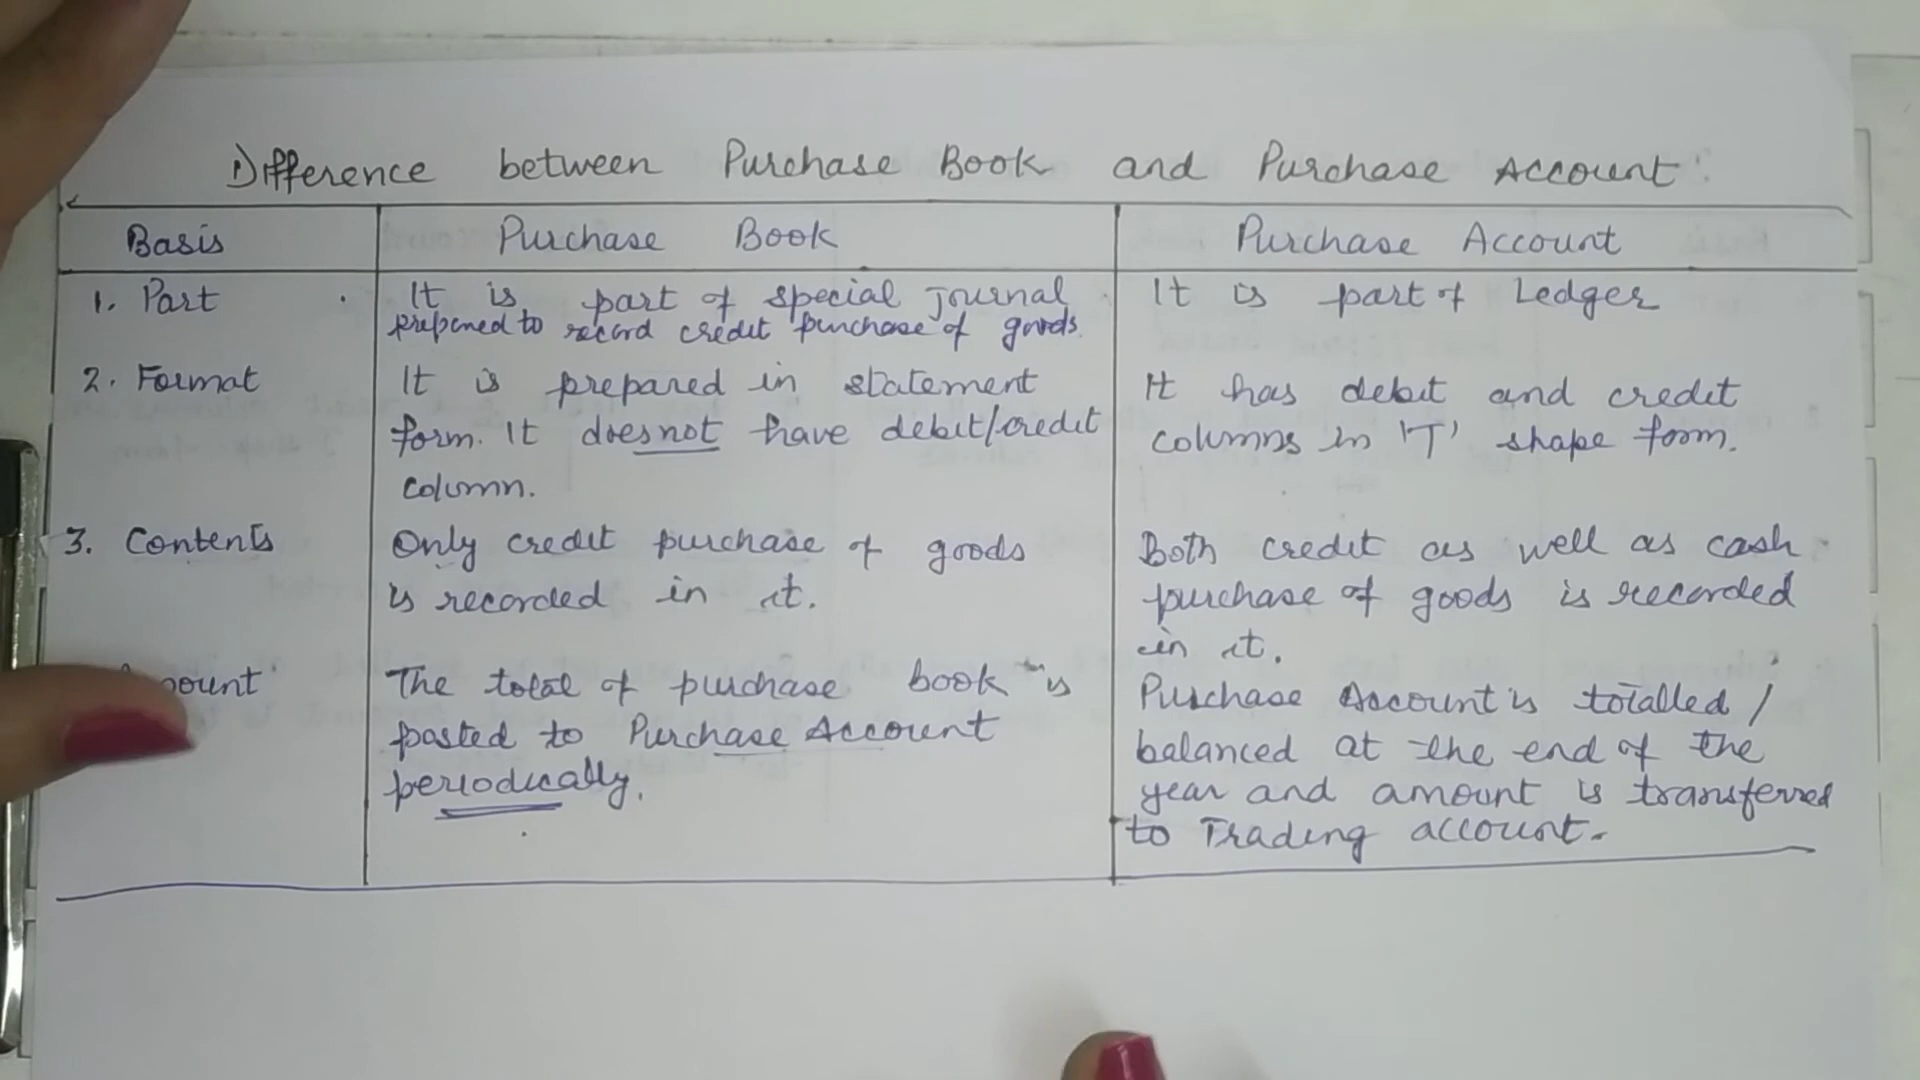 Difference between Purchase Book and Purchase Account:
Basis
Purchase Book
Purchase Account
1. Part
It is part of special Journal
prepared to record credit purchase of goods.
It is part of Ledger
2. Format
It is prepared in statement
form. It does not have debit/credit
column.
It has debit and credit
columns in 'T' shape form.
3. Contents
Only credit purchase of goods
is recorded in it.
Both credit as well as cash
purchase of goods is recorded
in it.
The total of purchase book is
posted to Purchase Account
periodically.
Purchase Account is totalled /
balanced at the end of the
year and amount is transferred
to Trading account.